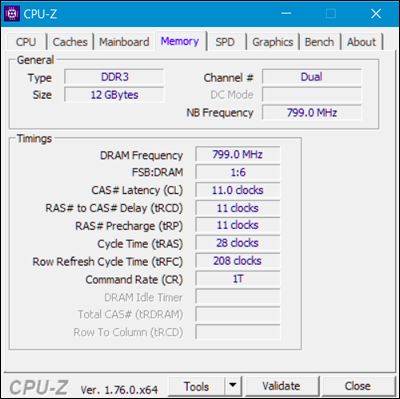 CPU-Z
CPU Caches Mainboard Memory SPD Graphics Bench About
General
Type DDR3 Channel # Dual
Size 12 GBytes DC Mode
NB Frequency 799.0 MHz
Timings
DRAM Frequency 799.0 MHz
FSB:DRAM 1:6
CAS# Latency (CL) 11.0 clocks
RAS# to CAS# Delay (tRCD) 11 clocks
RAS# Precharge (tRP) 11 clocks
Cycle Time (tRAS) 28 clocks
Row Refresh Cycle Time (tRFC) 208 clocks
Command Rate (CR) 1T
DRAM Idle Timer
Total CAS# (tRDRAM)
Row To Column (tRCD)
CPU-Z Ver. 1.76.0.x64 Tools Validate Close